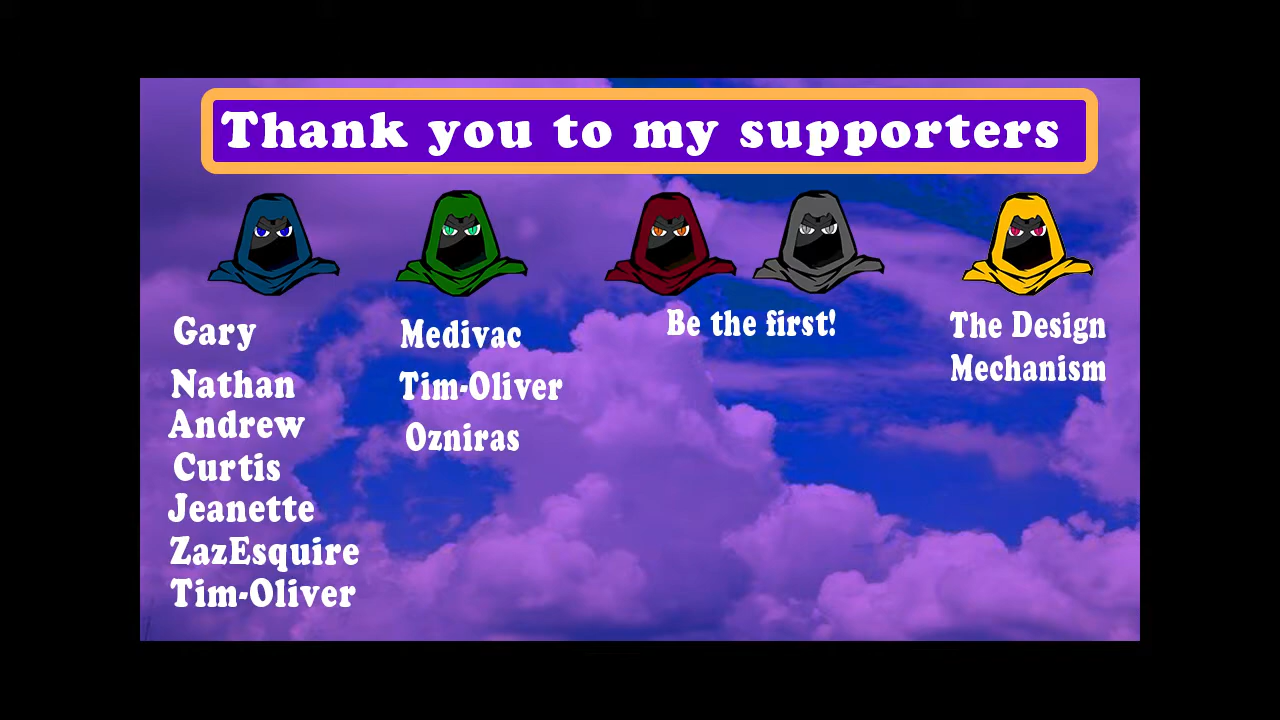 Thank you to my supporters
Gary
Nathan
Andrew
Curtis
Jeanette
ZazEsquire
Tim-Oliver
Medivac
Tim-Oliver
Ozniras
Be the first!
The Design
Mechanism